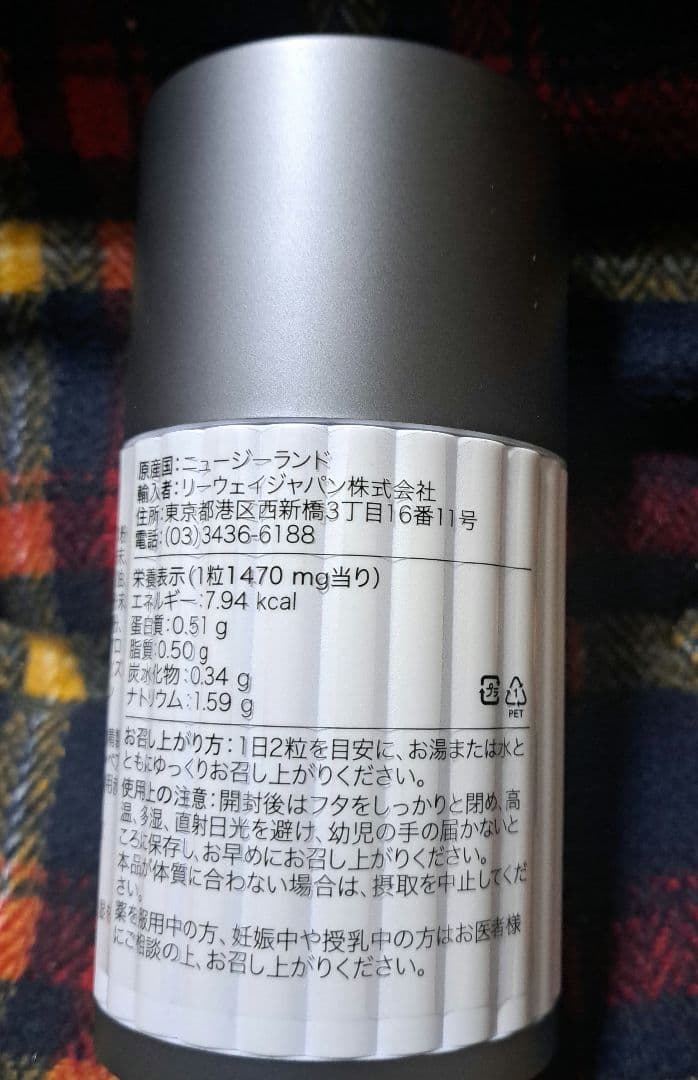 原産国：ニュージーランド
輸入者：リーウェイジャパン株式会社
住所：東京都港区西新橋3丁目16番11号
電話：(03)3436-6188
栄養表示(1粒1470 mg当り)
エネルギー：7.94 kcal
蛋白質：0.51 g
脂質：0.50 g
炭水化物：0.34 g
ナトリウム：1.59 g
プラ
1
PET
お召し上がり方：1日2粒を目安に、お湯または水と
ともにゆっくりお召し上がりください。
使用上の注意：開封後はフタをしっかりと閉め、高
温、多湿、直射日光を避け、幼児の手の届かないと
ころに保存し、お早めにお召し上がりください。
本品が体質に合わない場合は、摂取を中止してくだ
さい。
薬を服用中の方、妊娠中や授乳中の方はお医者様
にご相談の上、お召し上がりください。